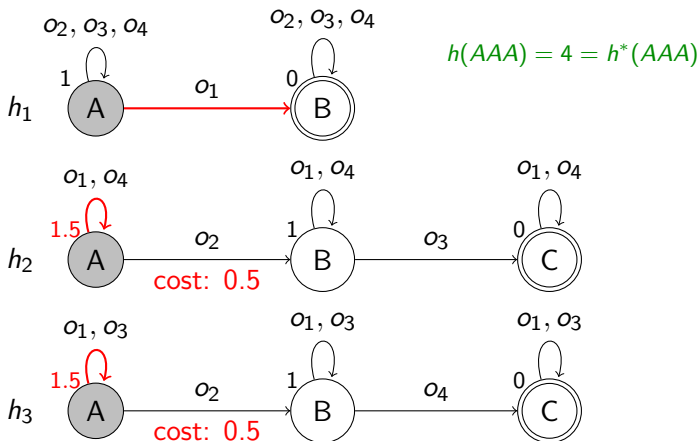 o₂, o₃, o₄ o₂, o₃, o₄
h(AAA) = 4 = h*(AAA)
1 0
h₁ A o₁ B
o₁, o₄ o₁, o₄ o₁, o₄
1.5 1 0
h₂ A o₂ B o₃ C
cost: 0.5
o₁, o₃ o₁, o₃ o₁, o₃
1.5 1 0
h₃ A o₂ B o₄ C
cost: 0.5